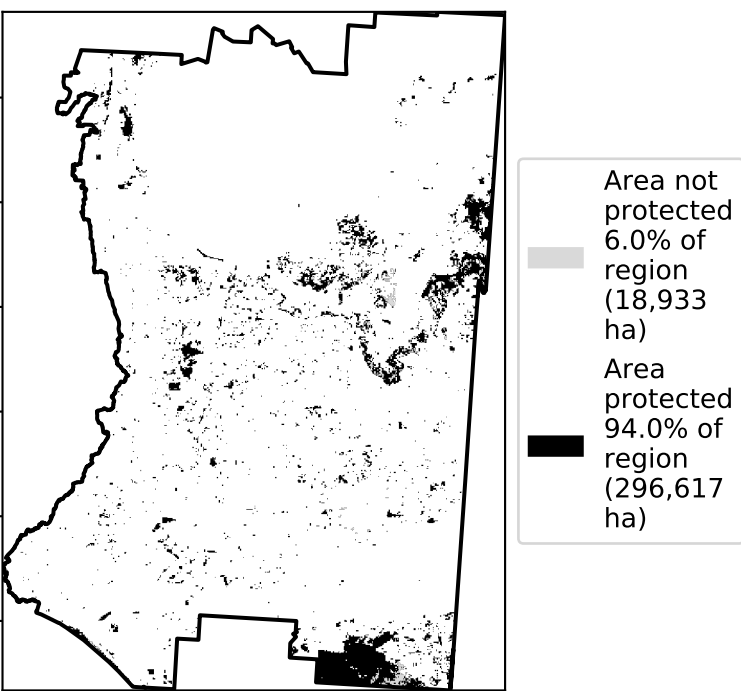 Area not
protected
6.0% of
region
(18,933
ha)
Area
protected
94.0% of
region
(296,617
ha)